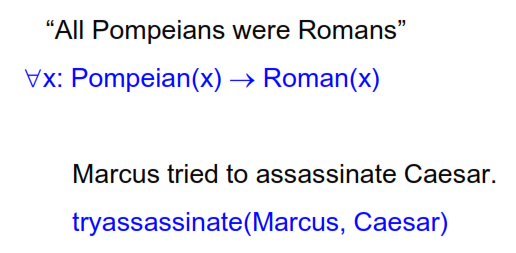 “All Pompeians were Romans”
∀x: Pompeian(x) → Roman(x)
Marcus tried to assassinate Caesar.
tryassassinate(Marcus, Caesar)